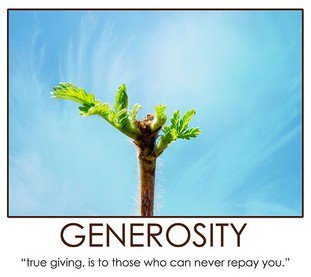 GENEROSITY
“true giving, is to those who can never repay you.”